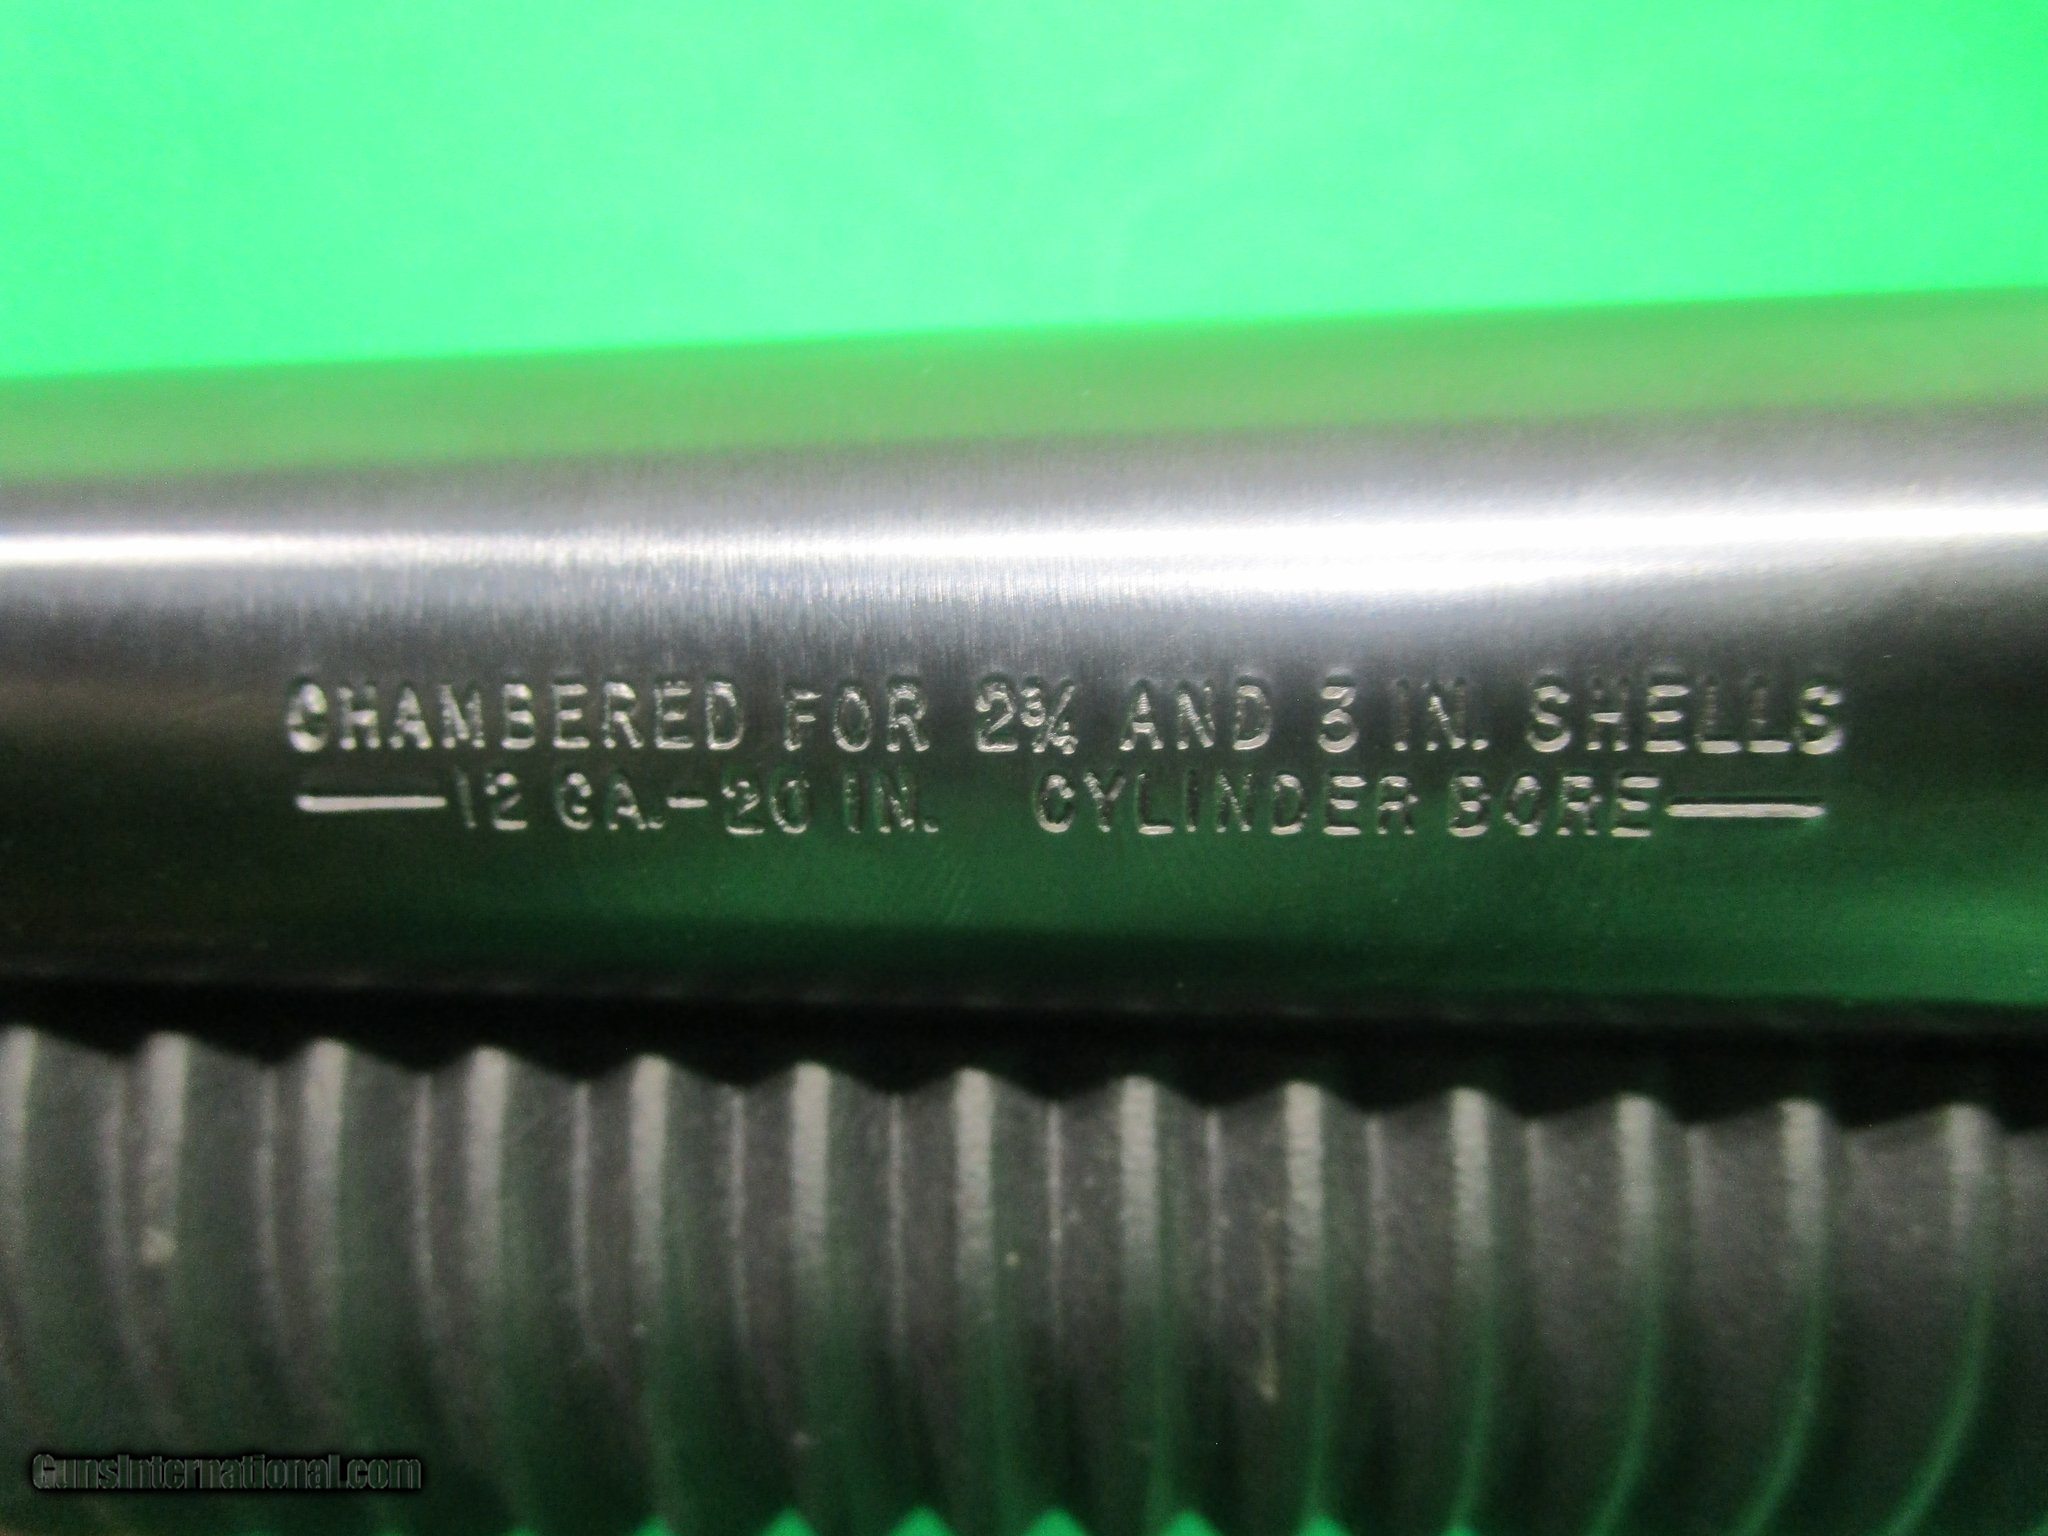 CHAMBERED FOR 2¾ AND 3 IN. SHELLS
—12 GA.-20 IN. CYLINDER BORE—
GunsInternational.com